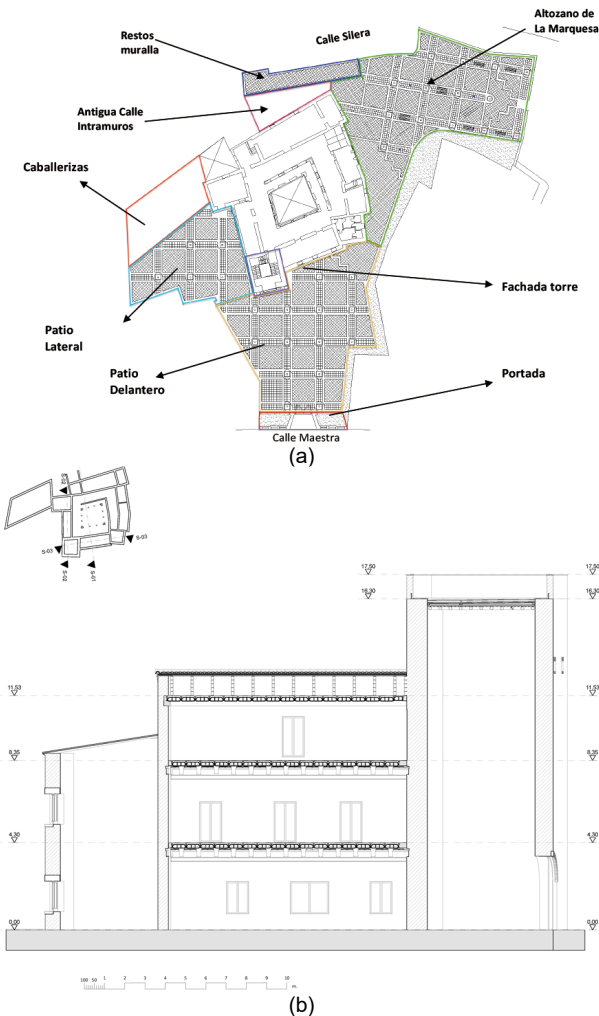 Calle Silera
Altozano de
La Marquesa
Restos
muralla
Antigua Calle
Intramuros
Caballerizas
Fachada torre
Patio
Lateral
Patio
Delantero
Portada
Calle Maestra
(a)
S-02
S-03
S-03
S-02
S-01
17,50
17,50
16,30
16,30
11,53
11,53
8,35
8,35
4,30
4,30
0,00
0,00
100 50 1 2 3 4 5 6 7 8 9 10
m.
(b)